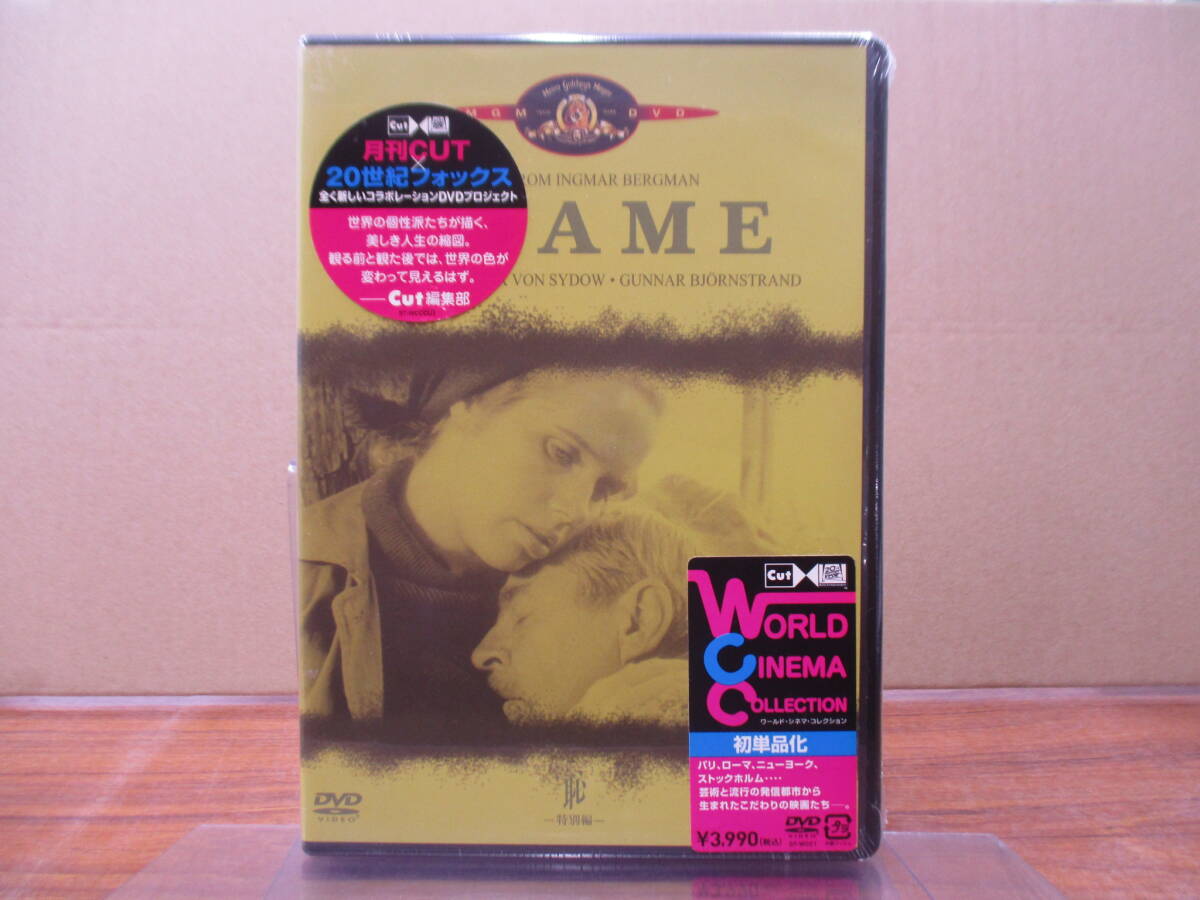 Metro Goldwyn Mayer
MGM DVD
Cut
月刊CUT
×
20世紀フォックス
全く新しいコラボレーションDVDプロジェクト
世界の個性派たちが描く、
美しき人生の縮図。
観る前と観た後では、世界の色が
変わって見えるはず。
──Cut編集部
ROM INGMAR BERGMAN
AME
VON SYDOW • GUNNAR BJÖRNSTRAND
Cut
WORLD
CINEMA
COLLECTION
ワールド・シネマ・コレクション
初単品化
パリ、ローマ、ニューヨーク、
ストックホルム‥‥
芸術と流行の発信都市から
生まれたこだわりの映画たち──。
¥3,990(税込)
DVD
VIDEO
プラ
恥
─特別編─
DVD
VIDEO